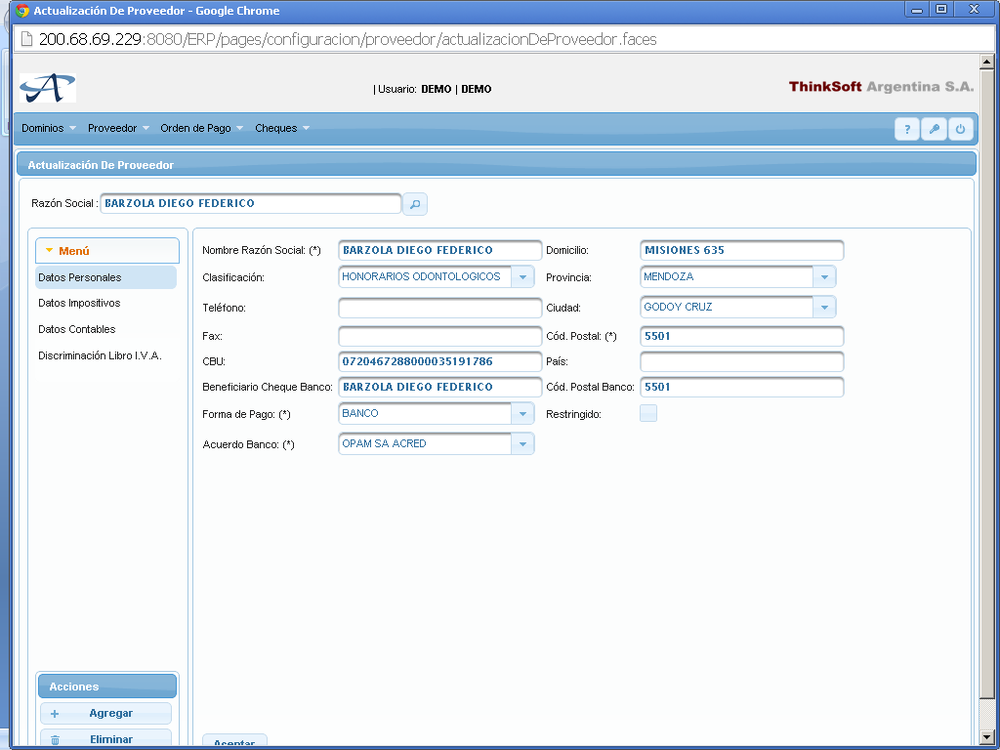 Actualización De Proveedor - Google Chrome
200.68.69.229:8080/ERP/pages/configuracion/proveedor/actualizacionDeProveedor.faces
| Usuario: DEMO | DEMO
ThinkSoft Argentina S.A.
Dominios Proveedor Orden de Pago Cheques
?
Actualización De Proveedor
Razón Social : BARZOLA DIEGO FEDERICO
Menú
Datos Personales
Datos Impositivos
Datos Contables
Discriminación Libro I.V.A.
Nombre Razón Social: (*) BARZOLA DIEGO FEDERICO Domicilio: MISIONES 635
Clasificación: HONORARIOS ODONTOLOGICOS Provincia: MENDOZA
Teléfono: Ciudad: GODOY CRUZ
Fax: Cód. Postal: (*) 5501
CBU: 0720467288000035191786 País:
Beneficiario Cheque Banco: BARZOLA DIEGO FEDERICO Cód. Postal Banco: 5501
Forma de Pago: (*) BANCO Restringido:
Acuerdo Banco: (*) OPAM SA ACRED
Acciones
Agregar
Eliminar
Aceptar